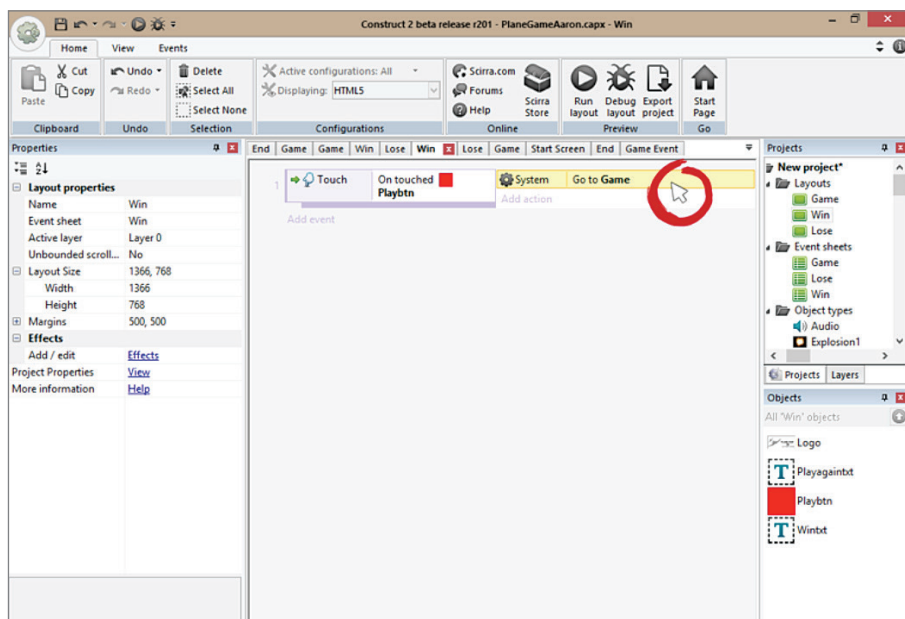 Construct 2 beta release r201 - PlaneGameAaron.capx - Win
Home View Events
Paste
Cut
Copy
Clipboard
Undo
Redo
Undo
Delete
Select All
Select None
Selection
Active configurations: All
Displaying: HTML5
Configurations
Scirra.com
Forums
Help
Scirra Store
Online
Run layout
Debug layout
Export project
Preview
Start Page
Go
Properties
Layout properties
Name Win
Event sheet Win
Active layer Layer 0
Unbounded scroll... No
Layout Size 1366, 768
Width 1366
Height 768
Margins 500, 500
Effects
Add / edit Effects
Project Properties View
More information Help
End Game Game Win Lose Win Lose Game Start Screen End Game Event
1 Touch On touched Playbtn System Go to Game
Add action
Add event
Projects
New project*
Layouts
Game
Win
Lose
Event sheets
Game
Lose
Win
Object types
Audio
Explosion1
Projects Layers
Objects
All 'Win' objects
Logo
T Playagaintxt
Playbtn
T Wintxt